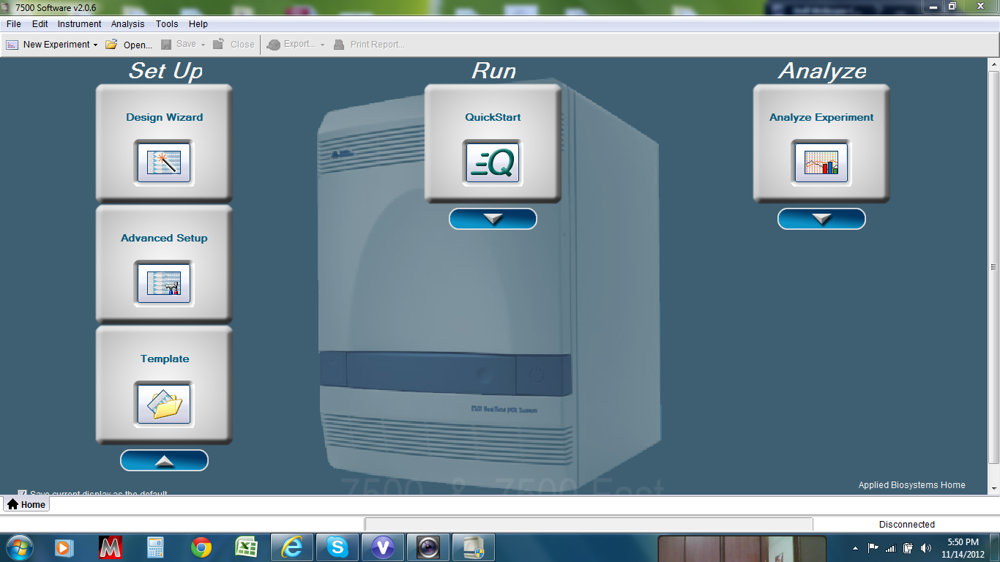 7500 Software v2.0.6
File Edit Instrument Analysis Tools Help
New Experiment Open... Save Close Export... Print Report...
Set Up Run Analyze
Design Wizard QuickStart Analyze Experiment
Q
Advanced Setup
Template
7500 & 7500 Fast
Applied Biosystems Home
Save current display as the default
Home
Disconnected
5:50 PM
11/14/2012